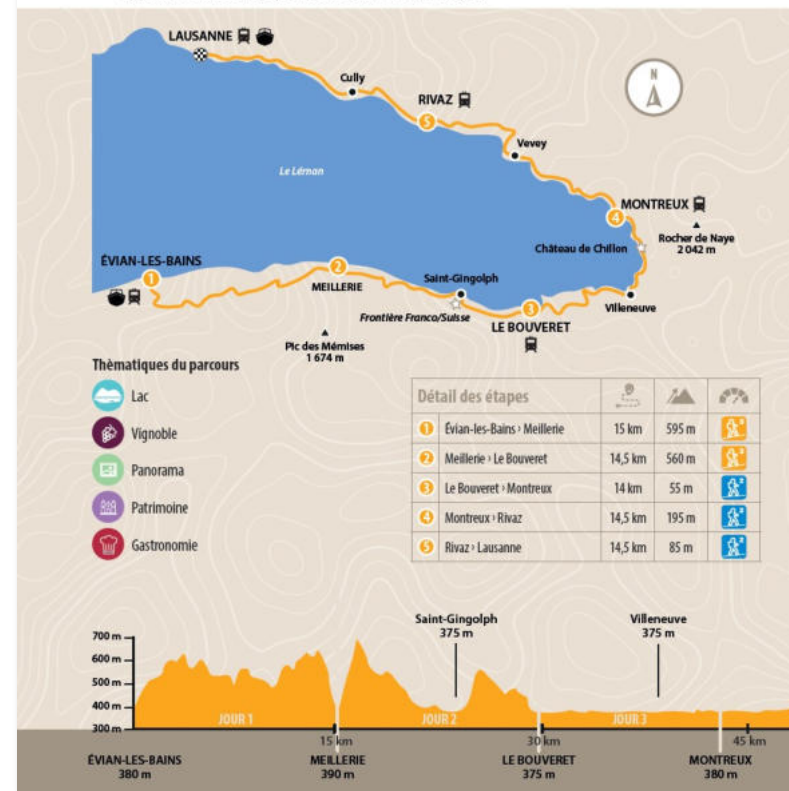 LAUSANNE
Cully
RIVAZ
5
Vevey
N
Le Léman
MONTREUX
4
Rocher de Naye
2 042 m
Château de Chillon
ÉVIAN-LES-BAINS
1
2
MEILLERIE
Saint-Gingolph
Frontière Franco/Suisse
3
LE BOUVERET
Villeneuve
Pic des Mémises
1 674 m
Thèmatiques du parcours
Lac
Vignoble
Panorama
Patrimoine
Gastronomie
Détail des étapes
1 Évian-les-Bains › Meillerie 15 km 595 m
2 Meillerie › Le Bouveret 14,5 km 560 m
3 Le Bouveret › Montreux 14 km 55 m
4 Montreux › Rivaz 14,5 km 195 m
5 Rivaz › Lausanne 14,5 km 85 m
Saint-Gingolph
375 m
Villeneuve
375 m
700 m
600 m
500 m
400 m
300 m
JOUR 1
JOUR 2
JOUR 3
15 km
30 km
45 km
ÉVIAN-LES-BAINS
380 m
MEILLERIE
390 m
LE BOUVERET
375 m
MONTREUX
380 m